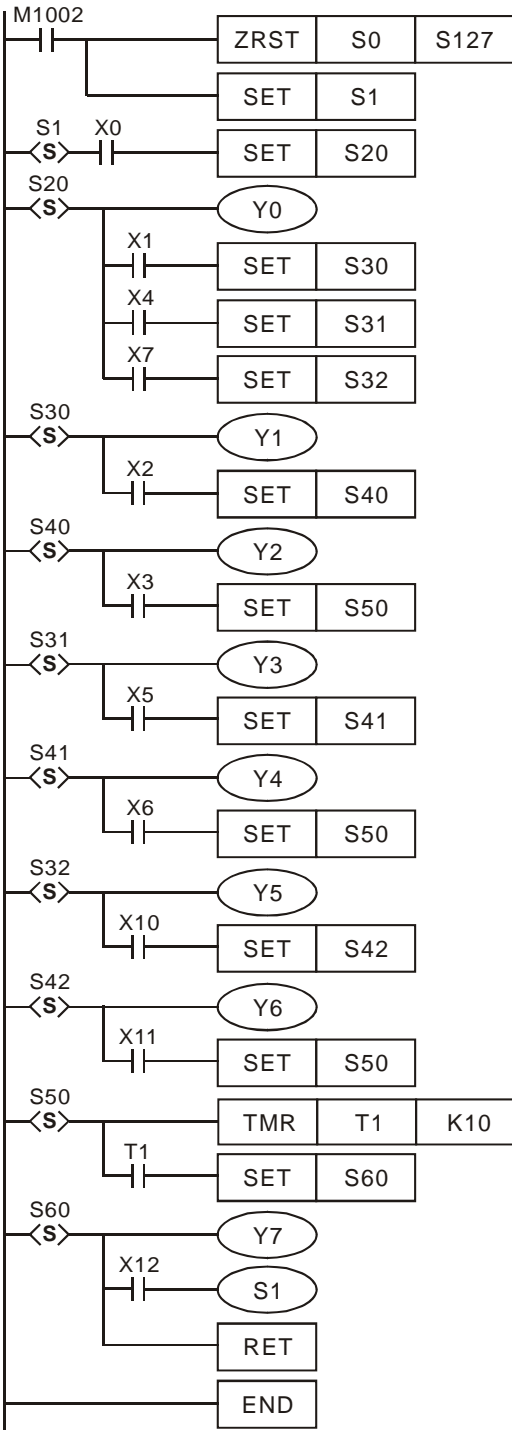 M1002
ZRST S0 S127
SET S1
S1 X0
S SET S20
S20
S Y0
X1
SET S30
X4
SET S31
X7
SET S32
S30
S Y1
X2
SET S40
S40
S Y2
X3
SET S50
S31
S Y3
X5
SET S41
S41
S Y4
X6
SET S50
S32
S Y5
X10
SET S42
S42
S Y6
X11
SET S50
S50
S TMR T1 K10
T1
SET S60
S60
S Y7
X12
S1
RET
END